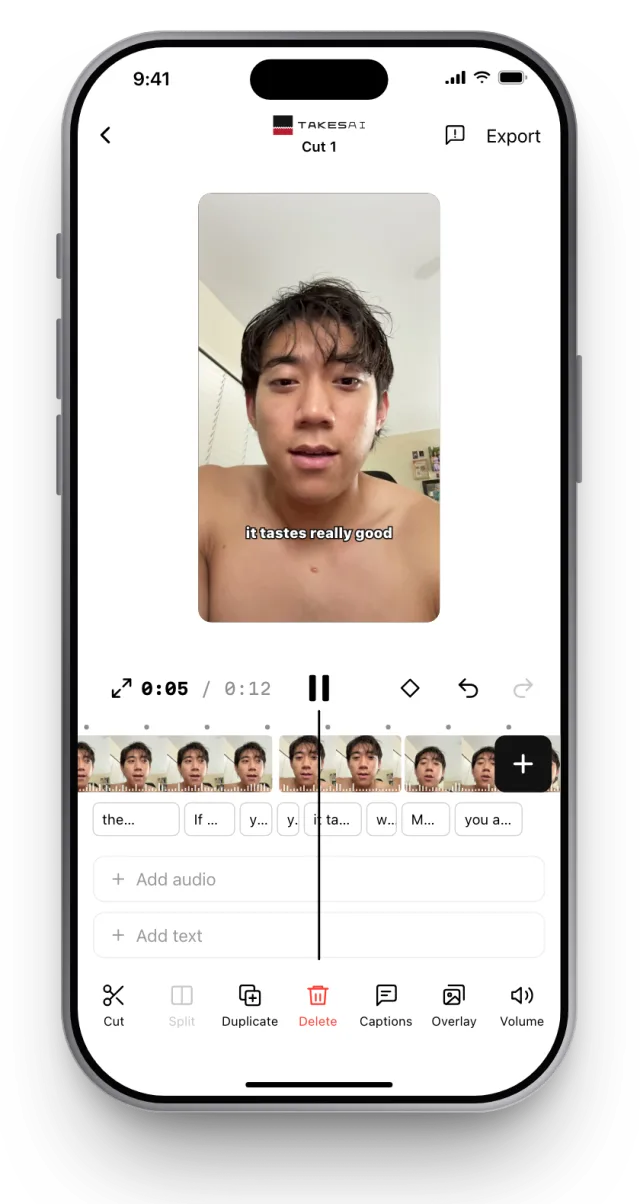 9:41
TAKESAI
Cut 1
Export
it tastes really good
0:05 / 0:12
the... If ... y... y. it ta... w... M... you a...
+ Add audio
+ Add text
Cut Split Duplicate Delete Captions Overlay Volume